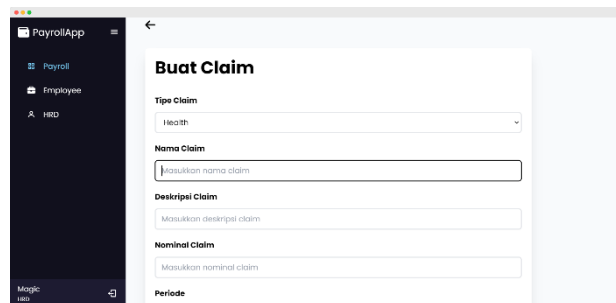 PayrollApp
Payroll
Employee
HRD
Magic
HRD
Buat Claim
Tipe Claim
Health
Nama Claim
Masukkan nama claim
Deskripsi Claim
Masukkan deskripsi claim
Nominal Claim
Masukkan nominal claim
Periode